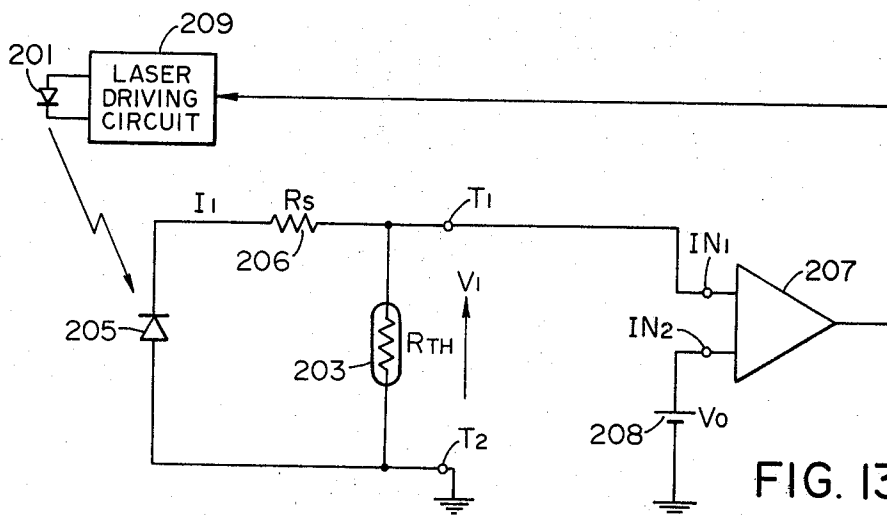 209
201
LASER
DRIVING
CIRCUIT
I1
RS
T1
206
IN1
207
V1
205
IN2
RTH
203
208
V0
T2
FIG. 13